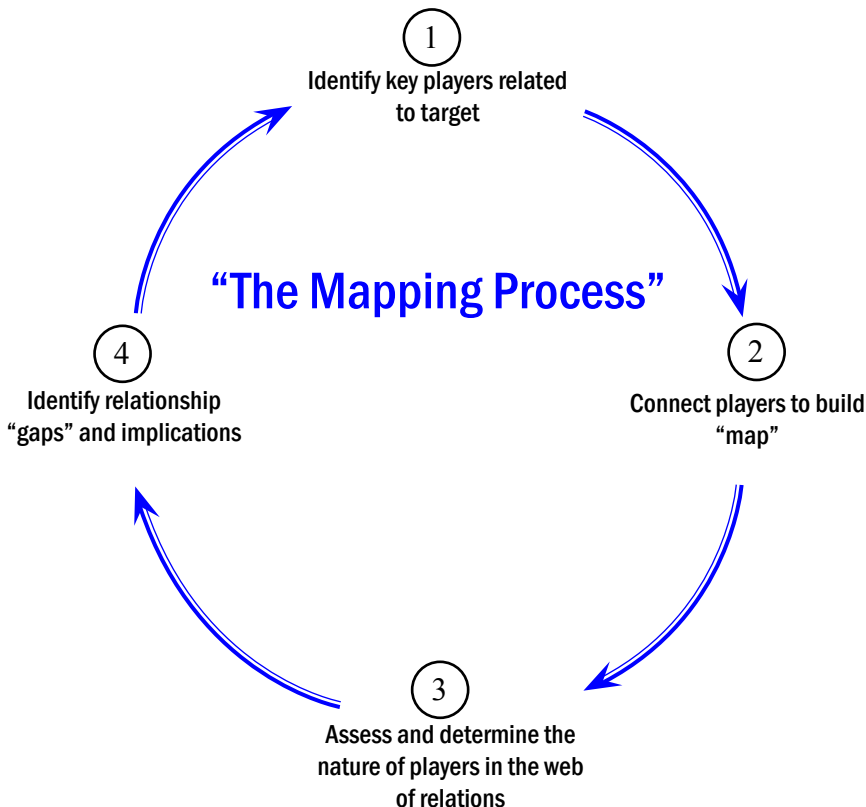 1
Identify key players related
to target
“The Mapping Process”
2
Connect players to build
“map”
3
Assess and determine the
nature of players in the web
of relations
4
Identify relationship
“gaps” and implications